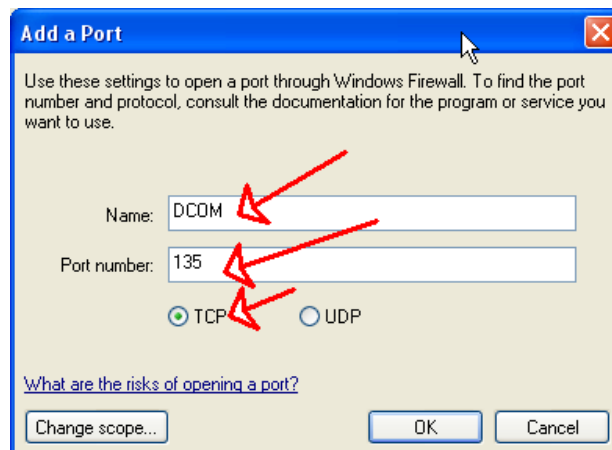 Add a Port
Use these settings to open a port through Windows Firewall. To find the port
number and protocol, consult the documentation for the program or service you
want to use.
Name: DCOM
Port number: 135
TCP UDP
What are the risks of opening a port?
Change scope... OK Cancel